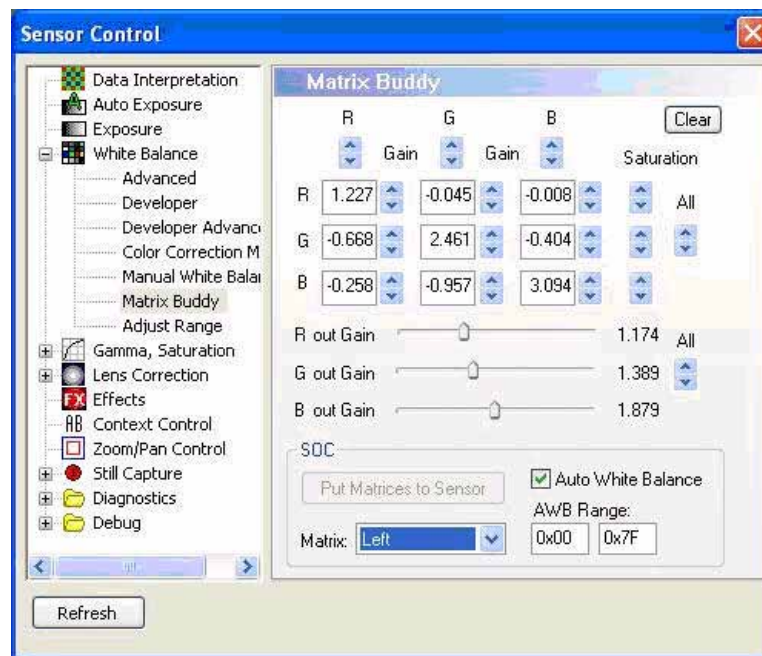 Sensor Control
Data Interpretation
Auto Exposure
Exposure
White Balance
Advanced
Developer
Developer Advanc
Color Correction M
Manual White Balar
Matrix Buddy
Adjust Range
Gamma, Saturation
Lens Correction
FX Effects
AB Context Control
Zoom/Pan Control
Still Capture
Diagnostics
Debug
Refresh
Matrix Buddy
R G B Clear
Gain Gain Saturation
R 1.227 -0.045 -0.008 All
G -0.668 2.461 -0.404
B -0.258 -0.957 3.094
R out Gain 1.174 All
G out Gain 1.389
B out Gain 1.879
SOC
Put Matrices to Sensor Auto White Balance
AWB Range:
Matrix: Left 0x00 0x7F